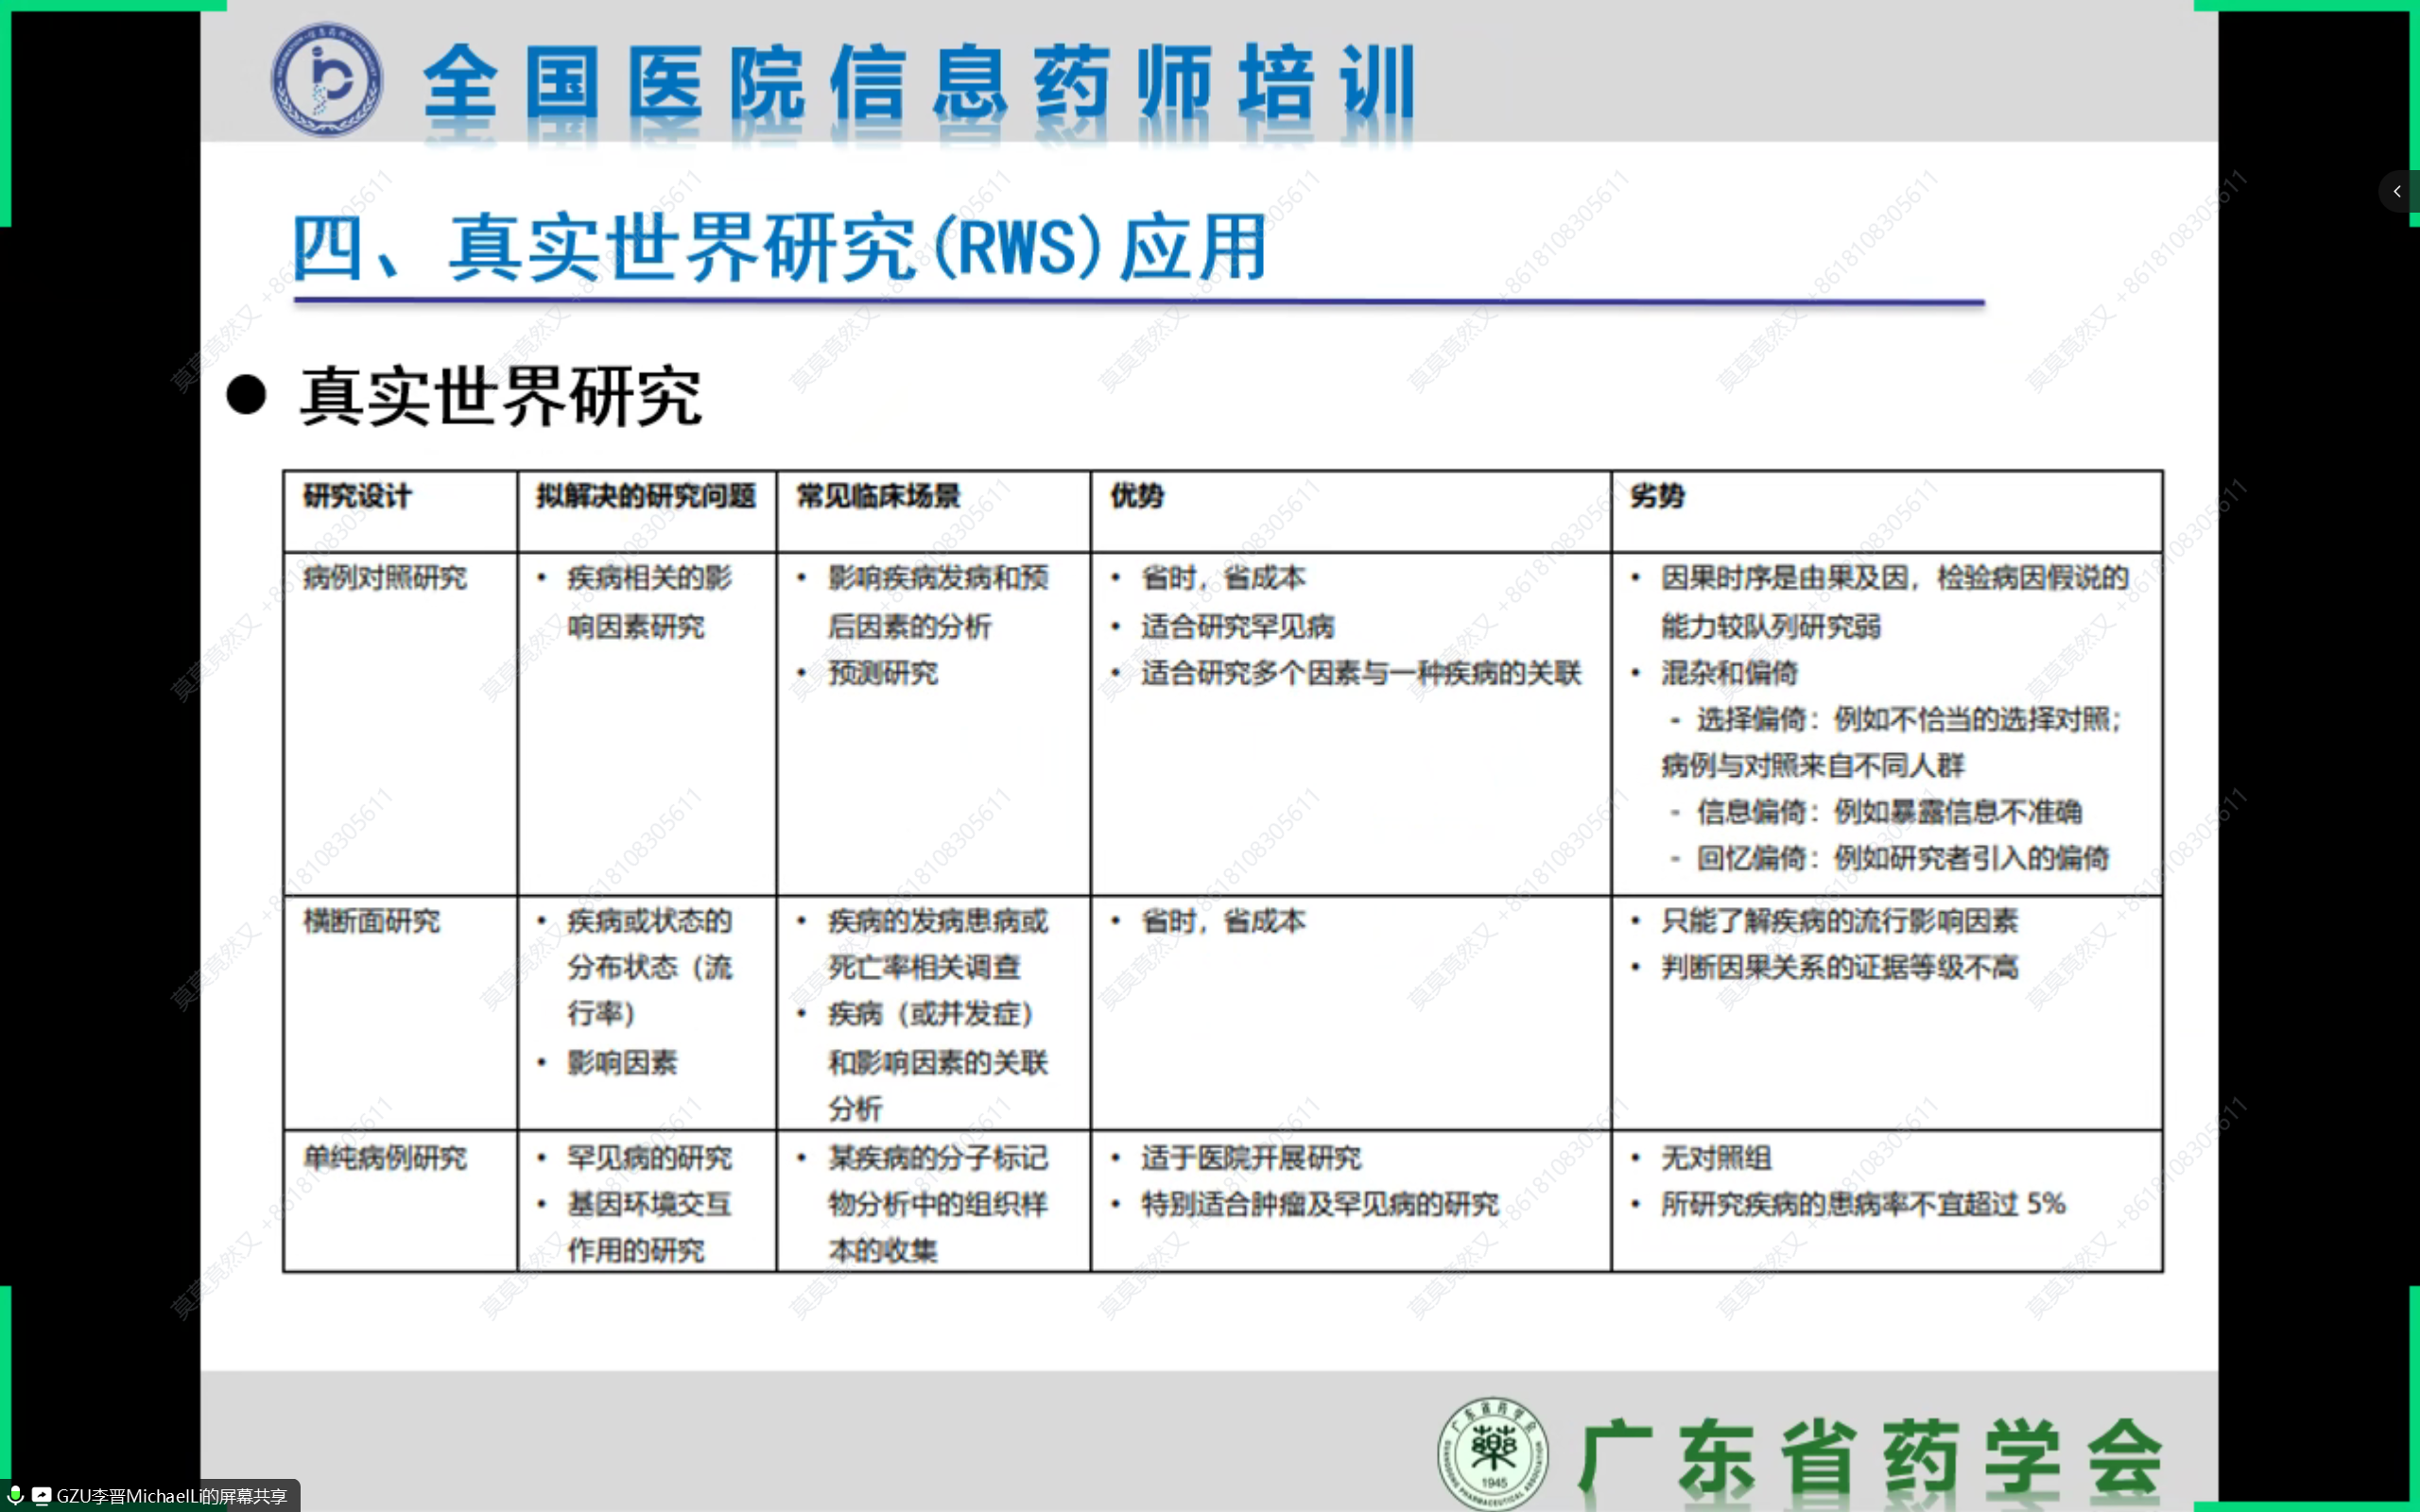 全国医院信息药师培训
四、真实世界研究(RWS)应用
● 真实世界研究
研究设计
拟解决的研究问题
常见临床场景
优势
劣势
病例对照研究
• 疾病相关的影
响因素研究
• 影响疾病发病和预
后因素的分析
• 预测研究
• 省时，省成本
• 适合研究罕见病
• 适合研究多个因素与一种疾病的关联
• 因果时序是由果及因，检验病因假说的
能力较队列研究弱
• 混杂和偏倚
- 选择偏倚：例如不恰当的选择对照；
病例与对照来自不同人群
- 信息偏倚：例如暴露信息不准确
- 回忆偏倚：例如研究者引入的偏倚
横断面研究
• 疾病或状态的
分布状态（流
行率）
• 影响因素
• 疾病的发病患病或
死亡率相关调查
• 疾病（或并发症）
和影响因素的关联
分析
• 省时，省成本
• 只能了解疾病的流行影响因素
• 判断因果关系的证据等级不高
单纯病例研究
• 罕见病的研究
• 基因环境交互
作用的研究
• 某疾病的分子标记
物分析中的组织样
本的收集
• 适于医院开展研究
• 特别适合肿瘤及罕见病的研究
• 无对照组
• 所研究疾病的患病率不宜超过 5%
广东省药学会
1945
广东省药学会
GZU李晋MichaelLi的屏幕共享
莫莫竟然又 +8618108305611